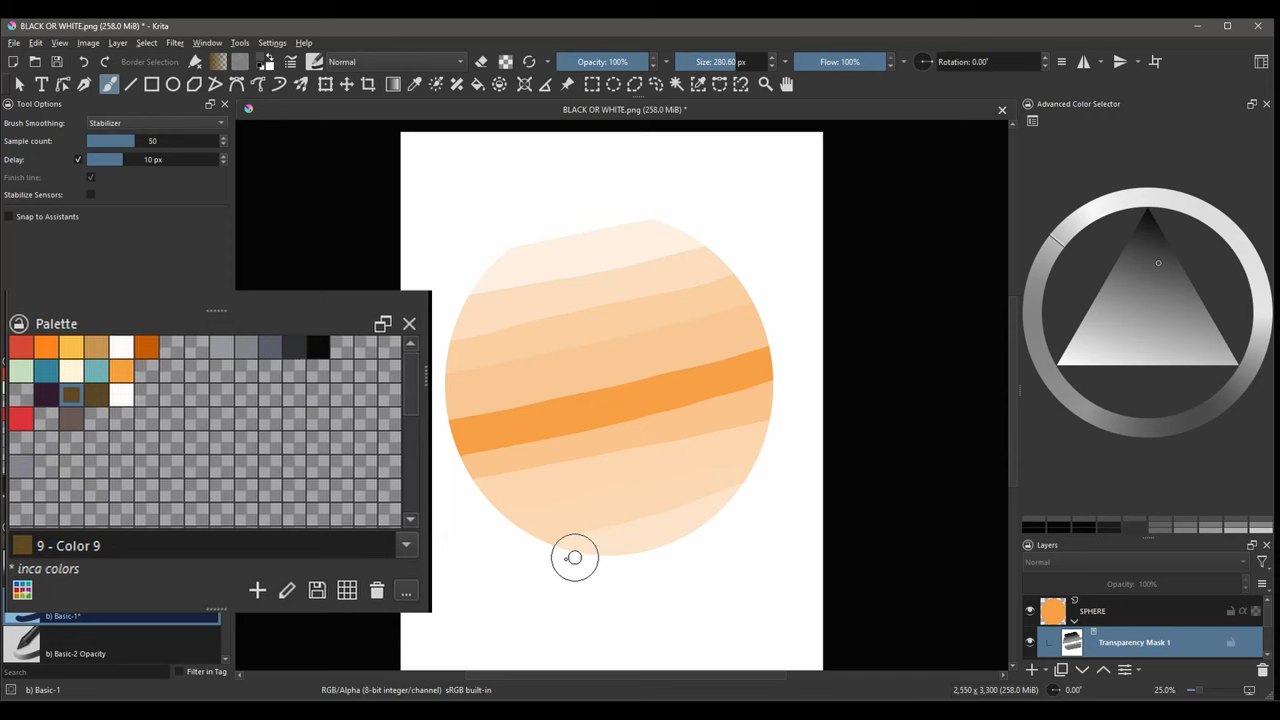 BLACK OR WHITE.png (258.0 MiB) * - Krita
File Edit View Image Layer Select Filter Window Tools Settings Help
Border Selection
Normal
Opacity: 100%
Size: 280.60 px
Flow: 100%
Rotation: 0.00°
Tool Options
BLACK OR WHITE.png (258.0 MiB) *
Advanced Color Selector
Brush Smoothing:
Stabilizer
Sample count:
50
Delay:
10 px
Finish line:
Stabilize Sensors:
Snap to Assistants
Palette
9 - Color 9
* inca colors
b) Basic-1*
b) Basic-2 Opacity
Search
Filter in Tag
Layers
Normal
Opacity: 100%
SPHERE
Transparency Mask 1
b) Basic-1
RGB/Alpha (8-bit integer/channel) sRGB built-in
2,550 x 3,300 (258.0 MiB)
0.00°
25.0%